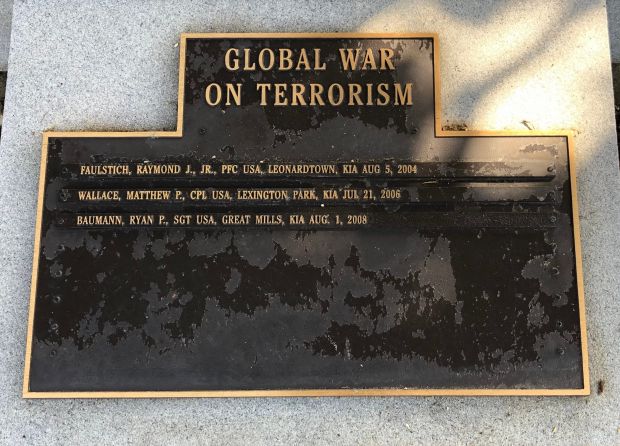 GLOBAL WAR
ON TERRORISM
FAULSTICH, RAYMOND J., JR., PFC USA, LEONARDTOWN, KIA AUG 5, 2004
WALLACE, MATTHEW P., CPL USA, LEXINGTON PARK, KIA JUL 21, 2006
BAUMANN, RYAN P., SGT USA, GREAT MILLS, KIA AUG. 1, 2008